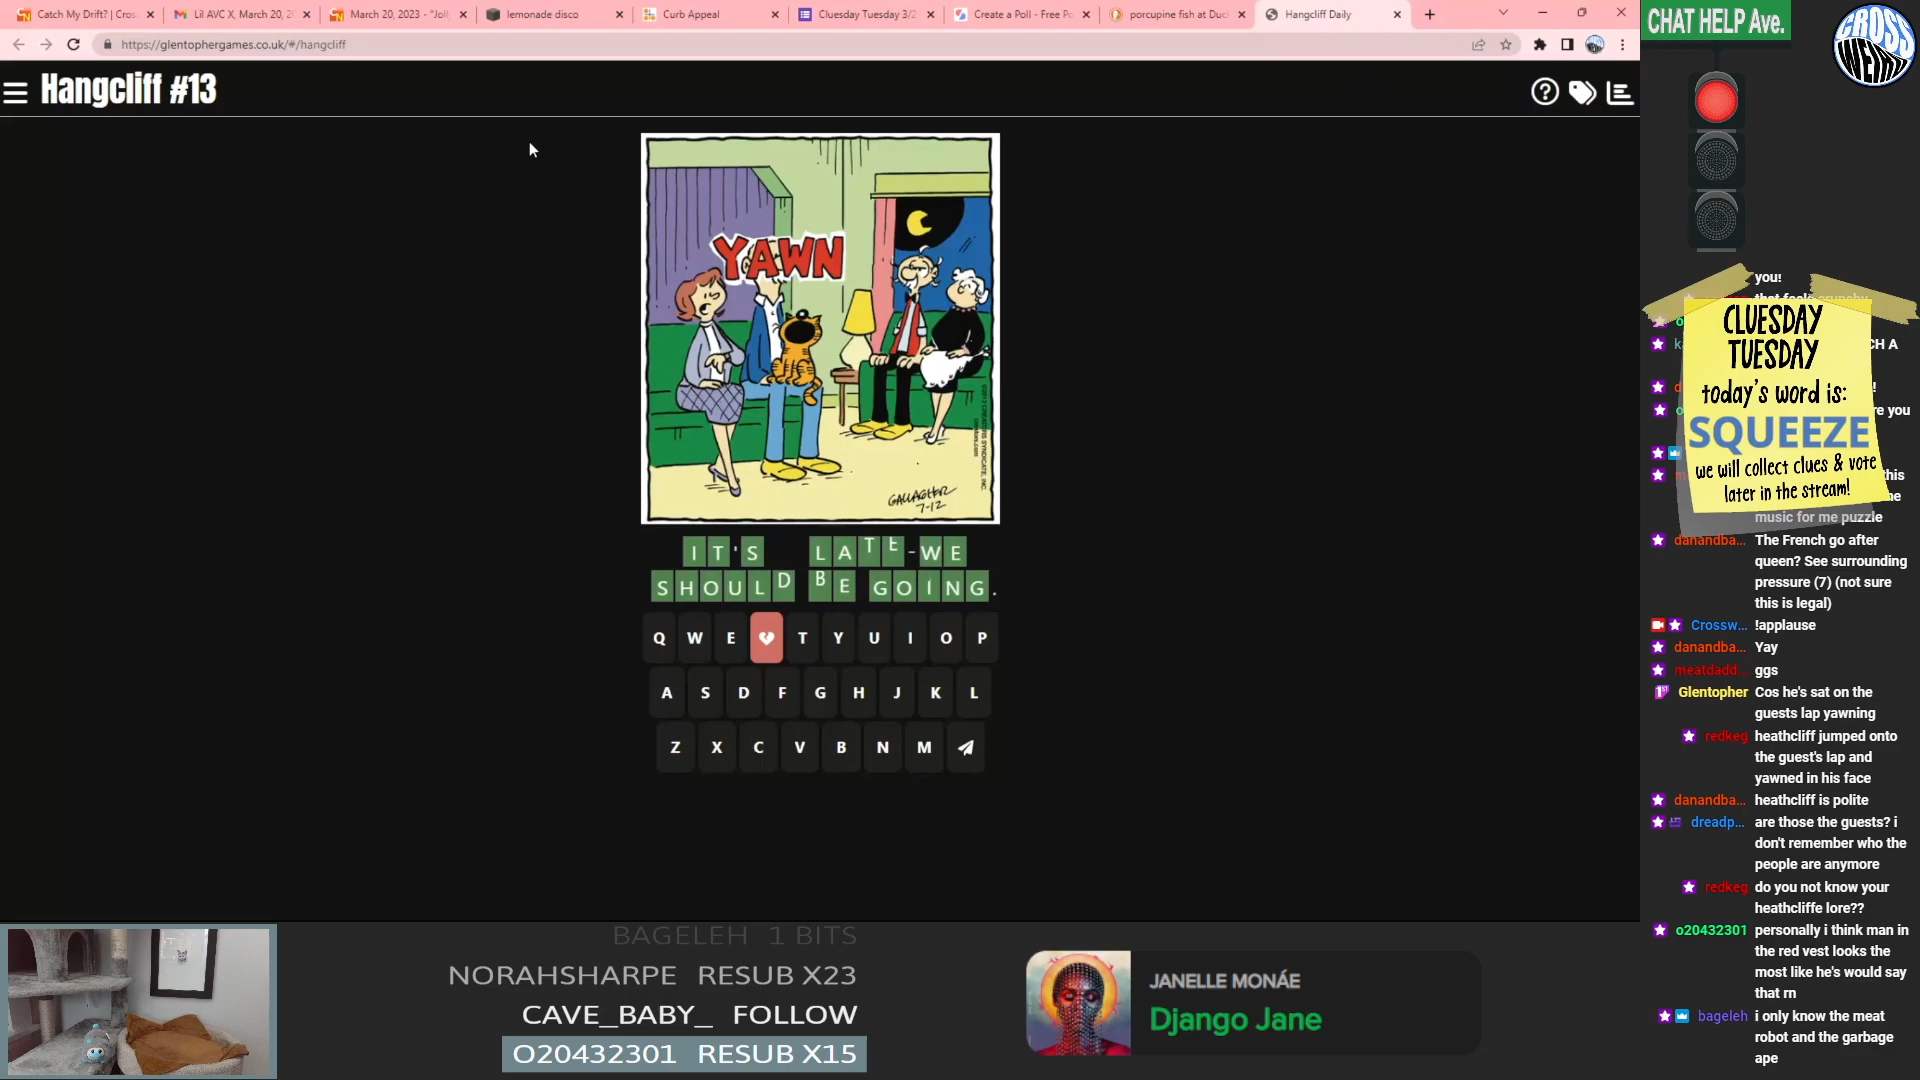 Catch My Drift? | Cros
Lil AVC X, March 20, 2
March 20, 2023 - "Jol
lemonade disco
Curb Appeal
Cluesday Tuesday 3/2
Create a Poll - Free Po
porcupine fish at Duc
Hangcliff Daily
https://glentophergames.co.uk/#/hangcliff
Hangcliff #13
YAWN
GALLAGHER
7-12
IT'S LATE-WE
SHOULD BE GOING.
Q W E T Y U I O P
A S D F G H J K L
Z X C V B N M
CHAT HELP Ave.
CROSS
WEIRD
you!
CH A
re you
CLUESDAY
TUESDAY
today's word is:
SQUEEZE
we will collect clues & vote
later in the stream!
this
me
music for me puzzle
danandba... The French go after
queen? See surrounding
pressure (7) (not sure
this is legal)
Crossw... !applause
danandba... Yay
meatdadd... ggs
Glentopher Cos he's sat on the
guests lap yawning
redkeg heathcliff jumped onto
the guest's lap and
yawned in his face
danandba... heathcliff is polite
dreadp... are those the guests? i
don't remember who the
people are anymore
redkeg do you not know your
heathcliffe lore??
o20432301 personally i think man in
the red vest looks the
most like he's would say
that rn
bageleh i only know the meat
robot and the garbage
ape
BAGELEH 1 BITS
NORAHSHARPE RESUB X23
CAVE_BABY_ FOLLOW
O20432301 RESUB X15
JANELLE MONÁE
Django Jane